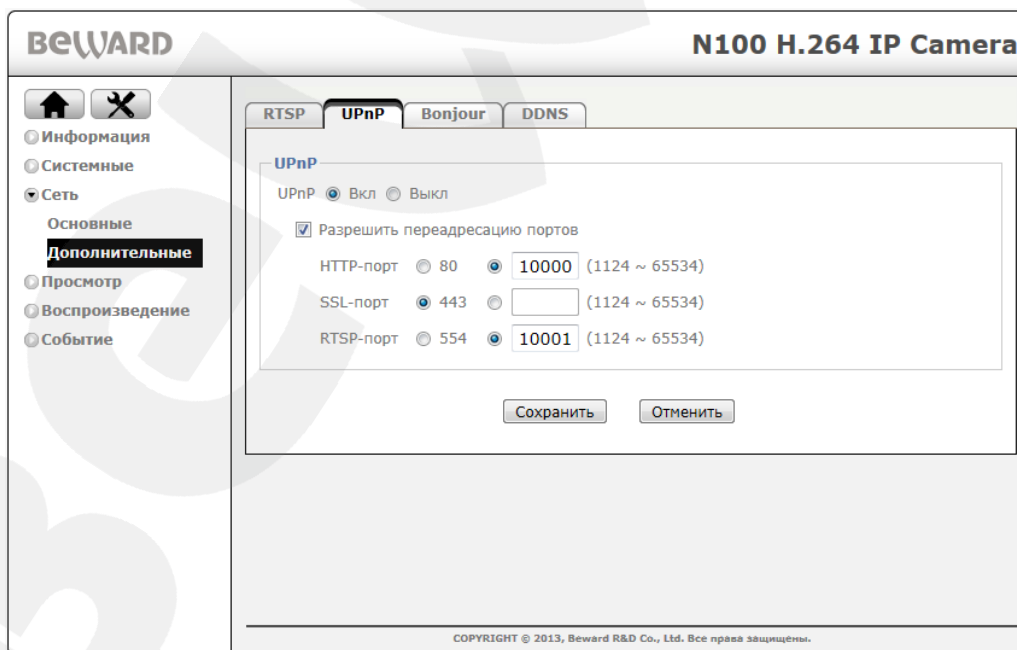 BEWARD
N100 H.264 IP Camera
Информация
Системные
Сеть
Основные
Дополнительные
Просмотр
Воспроизведение
Событие
RTSP UPnP Bonjour DDNS
UPnP
UPnP Вкл Выкл
Разрешить переадресацию портов
HTTP-порт 80 10000 (1124 ~ 65534)
SSL-порт 443 (1124 ~ 65534)
RTSP-порт 554 10001 (1124 ~ 65534)
Сохранить Отменить
COPYRIGHT © 2013, Beward R&D Co., Ltd. Все права защищены.